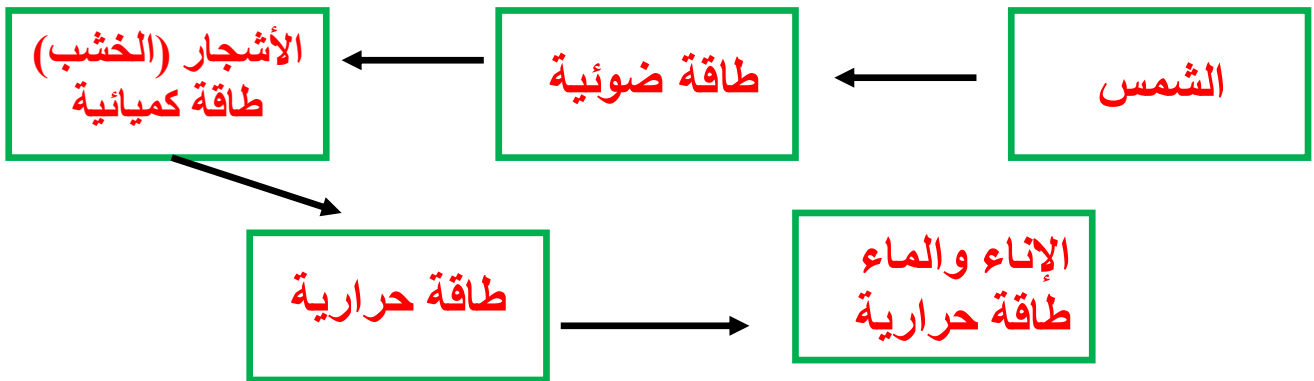 الشمس
طاقة ضوئية
الأشجار (الخشب)
طاقة كميائية
طاقة حرارية
الإناء والماء
طاقة حرارية